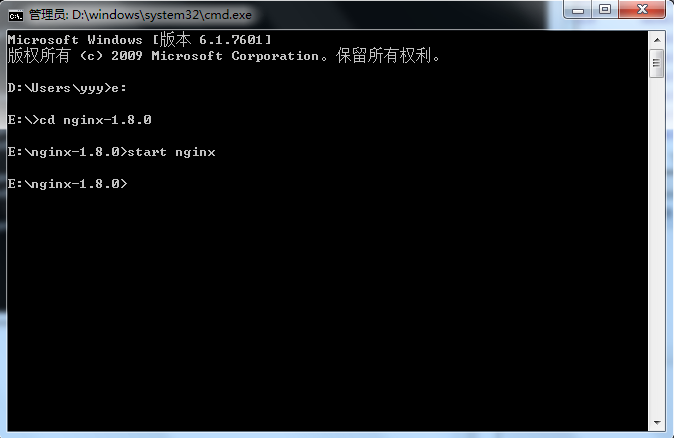 管理员: D:\windows\system32\cmd.exe
Microsoft Windows [版本 6.1.7601]
版权所有 (c) 2009 Microsoft Corporation。保留所有权利。
D:\Users\yyy>e:
E:\>cd nginx-1.8.0
E:\nginx-1.8.0>start nginx
E:\nginx-1.8.0>